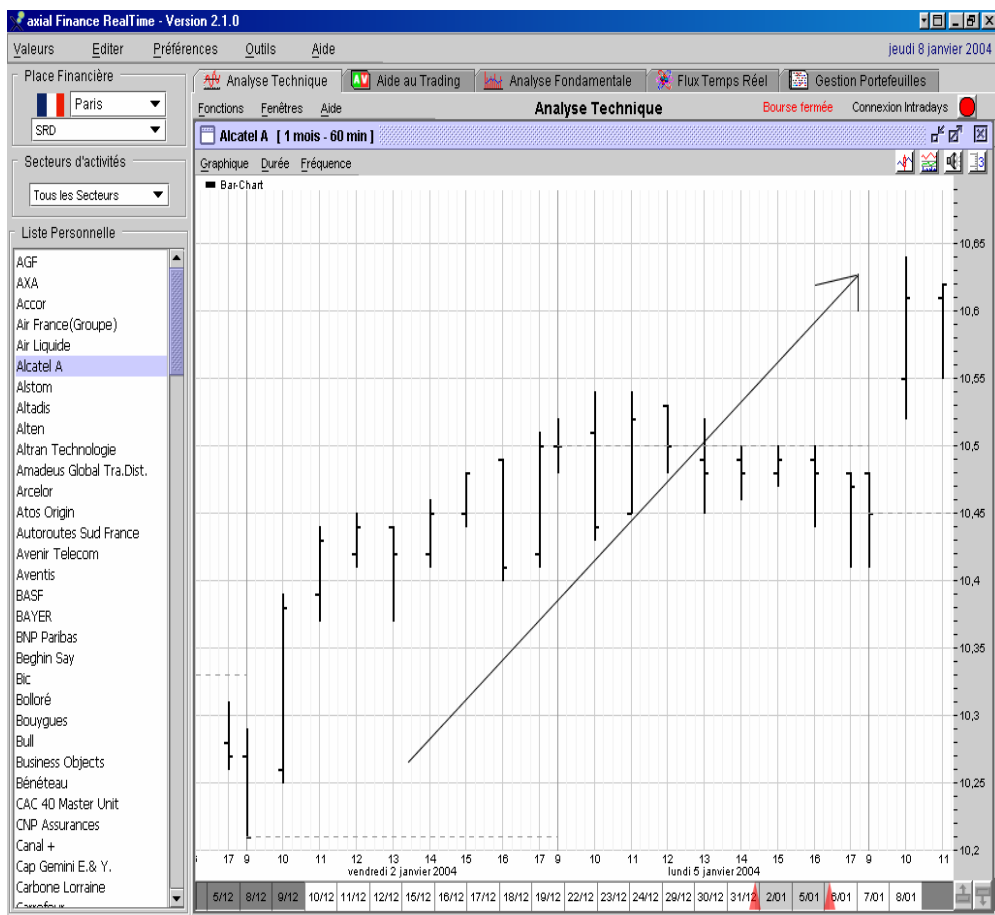 axial Finance RealTime - Version 2.1.0
Valeurs Editer Préférences Outils Aide jeudi 8 janvier 2004
Place Financière
Paris
SRD
Secteurs d'activités
Tous les Secteurs
Liste Personnelle
AGF
AXA
Accor
Air France(Groupe)
Air Liquide
Alcatel A
Alstom
Altadis
Alten
Altran Technologie
Amadeus Global Tra.Dist.
Arcelor
Atos Origin
Autoroutes Sud France
Avenir Telecom
Aventis
BASF
BAYER
BNP Paribas
Beghin Say
Bic
Bolloré
Bouygues
Bull
Business Objects
Bénéteau
CAC 40 Master Unit
CNP Assurances
Canal +
Cap Gemini E.& Y.
Carbone Lorraine
Carrefour
Analyse Technique Aide au Trading Analyse Fondamentale Flux Temps Réel Gestion Portefeuilles
Fonctions Fenêtres Aide Analyse Technique Bourse fermée Connexion Intradays
Alcatel A [ 1 mois - 60 min ]
Graphique Durée Fréquence
Bar-Chart
10,65
10,6
10,55
10,5
10,45
10,4
10,35
10,3
10,25
10,2
17 9 10 11 12 13 14 15 16 17 9 10 11 12 13 14 15 16 17 9 10 11
vendredi 2 janvier 2004 lundi 5 janvier 2004
5/12 8/12 9/12 10/12 11/12 12/12 15/12 16/12 17/12 18/12 19/12 22/12 23/12 24/12 29/12 30/12 31/12 2/01 5/01 6/01 7/01 8/01